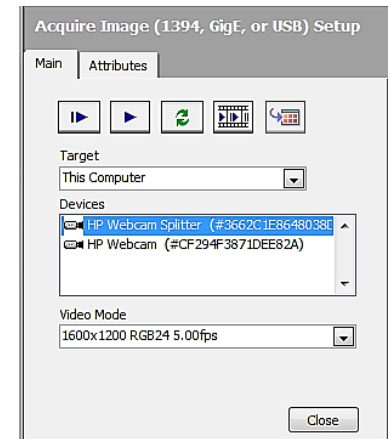 Acquire Image (1394, GigE, or USB) Setup
Main Attributes
Target
This Computer
Devices
HP Webcam Splitter (#3662C1E8648038D
HP Webcam (#CF294F3871DEE82A)
Video Mode
1600x1200 RGB24 5.00fps
Close